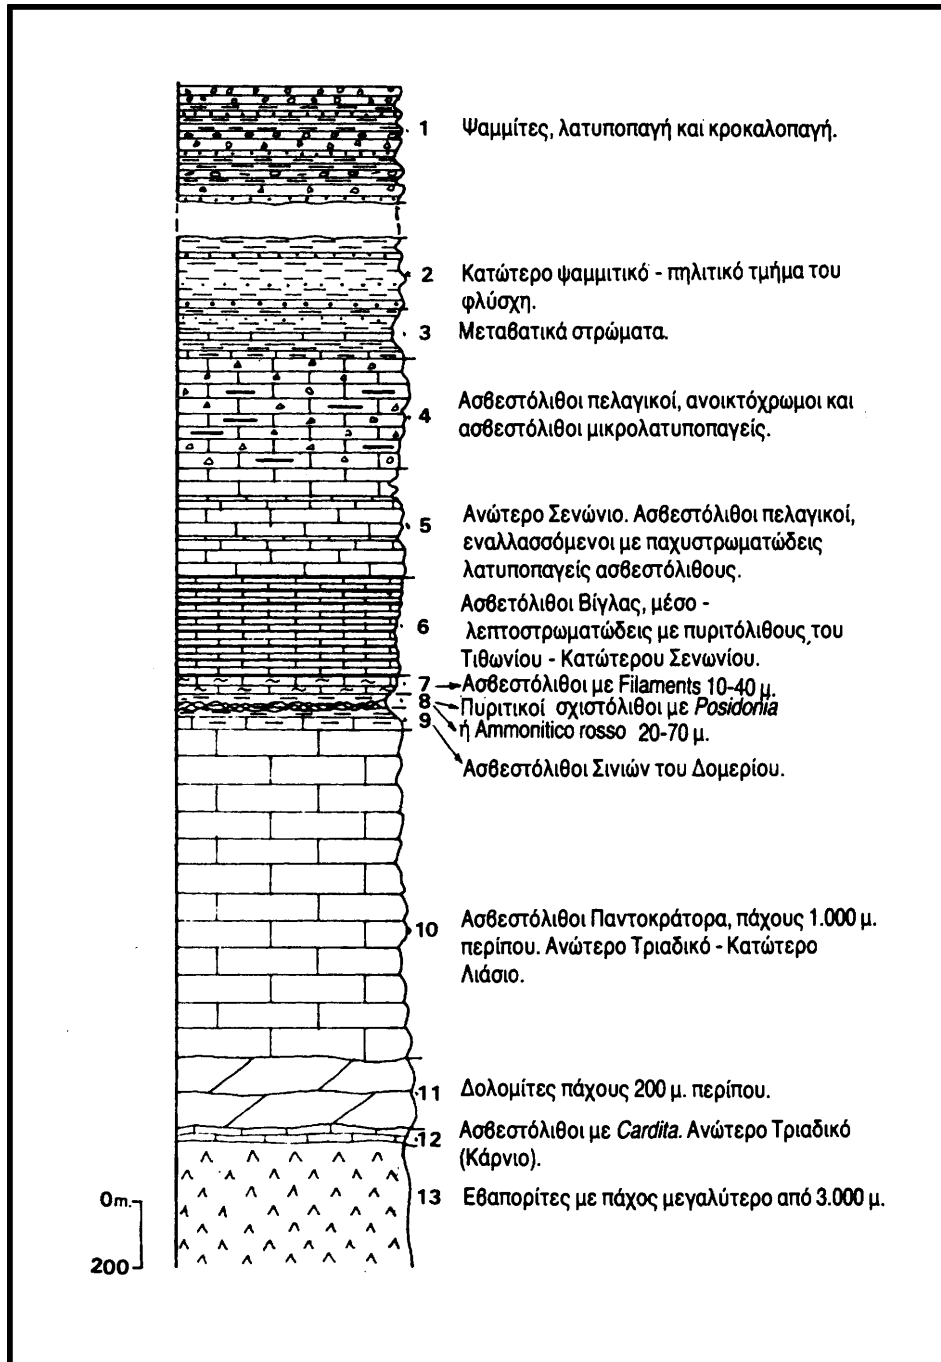 1 Ψαμμίτες, λατυποπαγή και κροκαλοπαγή.
2 Κατώτερο ψαμμιτικό - πηλιτικό τμήμα του
φλύσχη.
3 Μεταβατικά στρώματα.
4 Ασβεστόλιθοι πελαγικοί, ανοικτόχρωμοι και
ασβεστόλιθοι μικρολατυποπαγείς.
5 Ανώτερο Σενώνιο. Ασβεστόλιθοι πελαγικοί,
εναλλασσόμενοι με παχυστρωματώδεις
λατυποπαγείς ασβεστόλιθους.
6 Ασβετόλιθοι Βίγλας, μέσο -
λεπτοστρωματώδεις με πυριτόλιθους του
Τιθωνίου - Κατώτερου Σενωνίου.
7 Ασβεστόλιθοι με Filaments 10-40 μ.
8 Πυριτικοί σχιστόλιθοι με Posidonia
ή Ammonitico rosso 20-70 μ.
9 Ασβεστόλιθοι Σινιών του Δομερίου.
10 Ασβεστόλιθοι Παντοκράτορα, πάχους 1.000 μ.
περίπου. Ανώτερο Τριαδικό - Κατώτερο
Λιάσιο.
11 Δολομίτες πάχους 200 μ. περίπου.
12 Ασβεστόλιθοι με Cardita. Ανώτερο Τριαδικό
(Κάρνιο).
13 Εβαπορίτες με πάχος μεγαλύτερο από 3.000 μ.
0m.
200